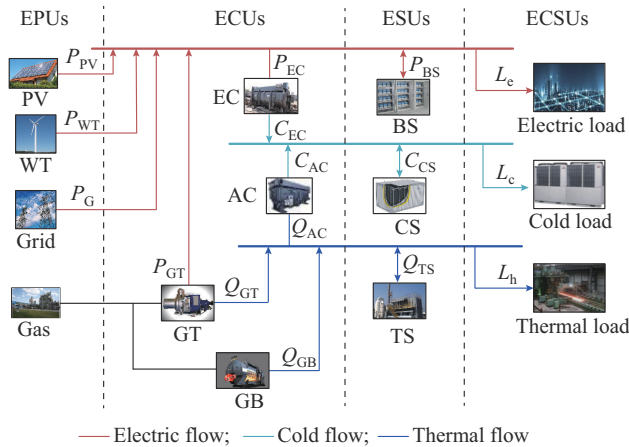 EPUs ECUs ESUs ECSUs
P_PV
PV
P_EC
EC
P_BS
BS
L_e
Electric load
P_WT
WT
C_EC
C_AC
AC
C_CS
CS
L_c
Cold load
P_G
Grid
Q_AC
P_GT
Q_GT
GT
Q_TS
TS
L_h
Thermal load
Gas
Q_GB
GB
Electric flow; Cold flow; Thermal flow